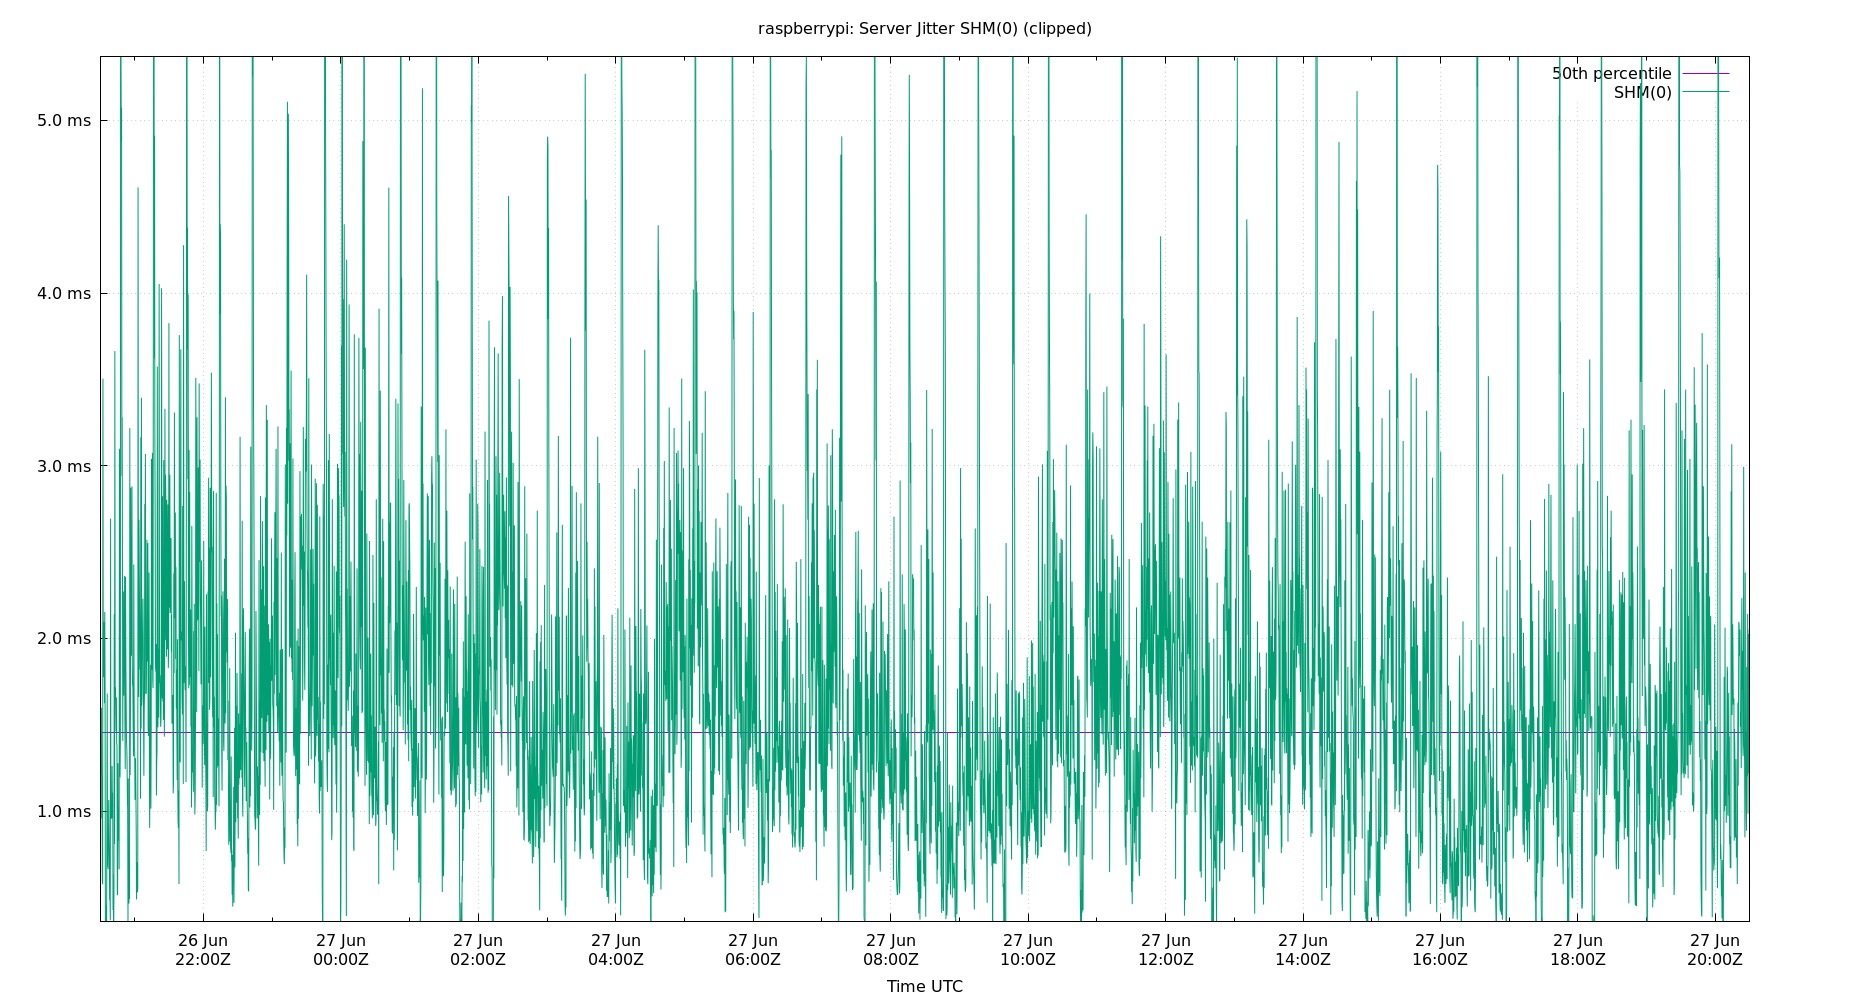 raspberrypi: Server Jitter SHM(0) (clipped)
50th percentile
SHM(0)
5.0 ms
4.0 ms
3.0 ms
2.0 ms
1.0 ms
26 Jun 27 Jun 27 Jun 27 Jun 27 Jun 27 Jun 27 Jun 27 Jun 27 Jun 27 Jun 27 Jun 27 Jun
22:00Z 00:00Z 02:00Z 04:00Z 06:00Z 08:00Z 10:00Z 12:00Z 14:00Z 16:00Z 18:00Z 20:00Z
Time UTC